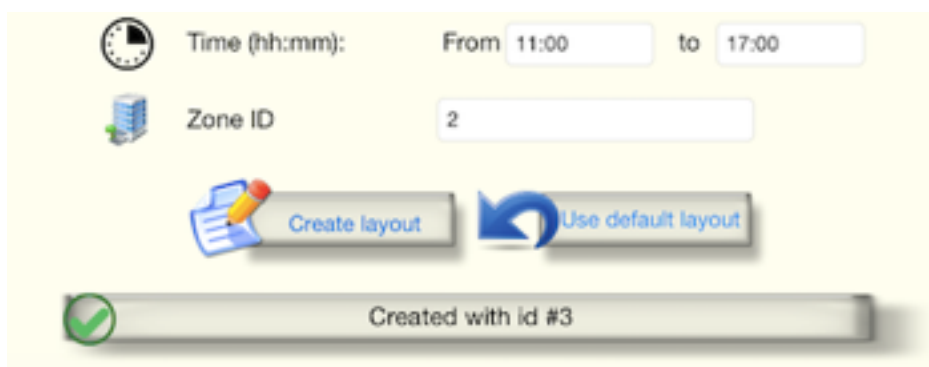 Time (hh:mm): From 11:00 to 17:00
Zone ID 2
Create layout Use default layout
Created with id #3